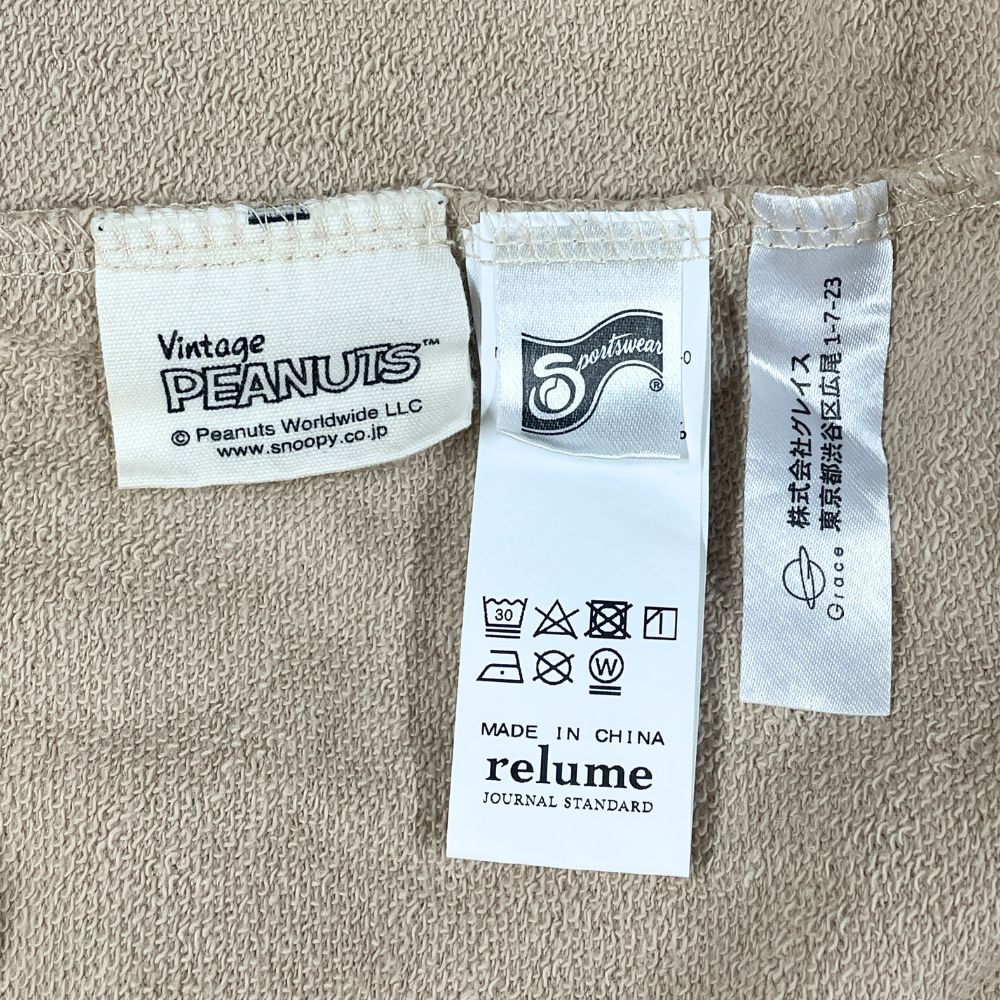 Vintage
PEANUTS™
© Peanuts Worldwide LLC
www.snoopy.co.jp
Sportswear
®
30
W
MADE IN CHINA
relume
JOURNAL STANDARD
株式会社グレイス
東京都渋谷区広尾 1-7-23
Grace